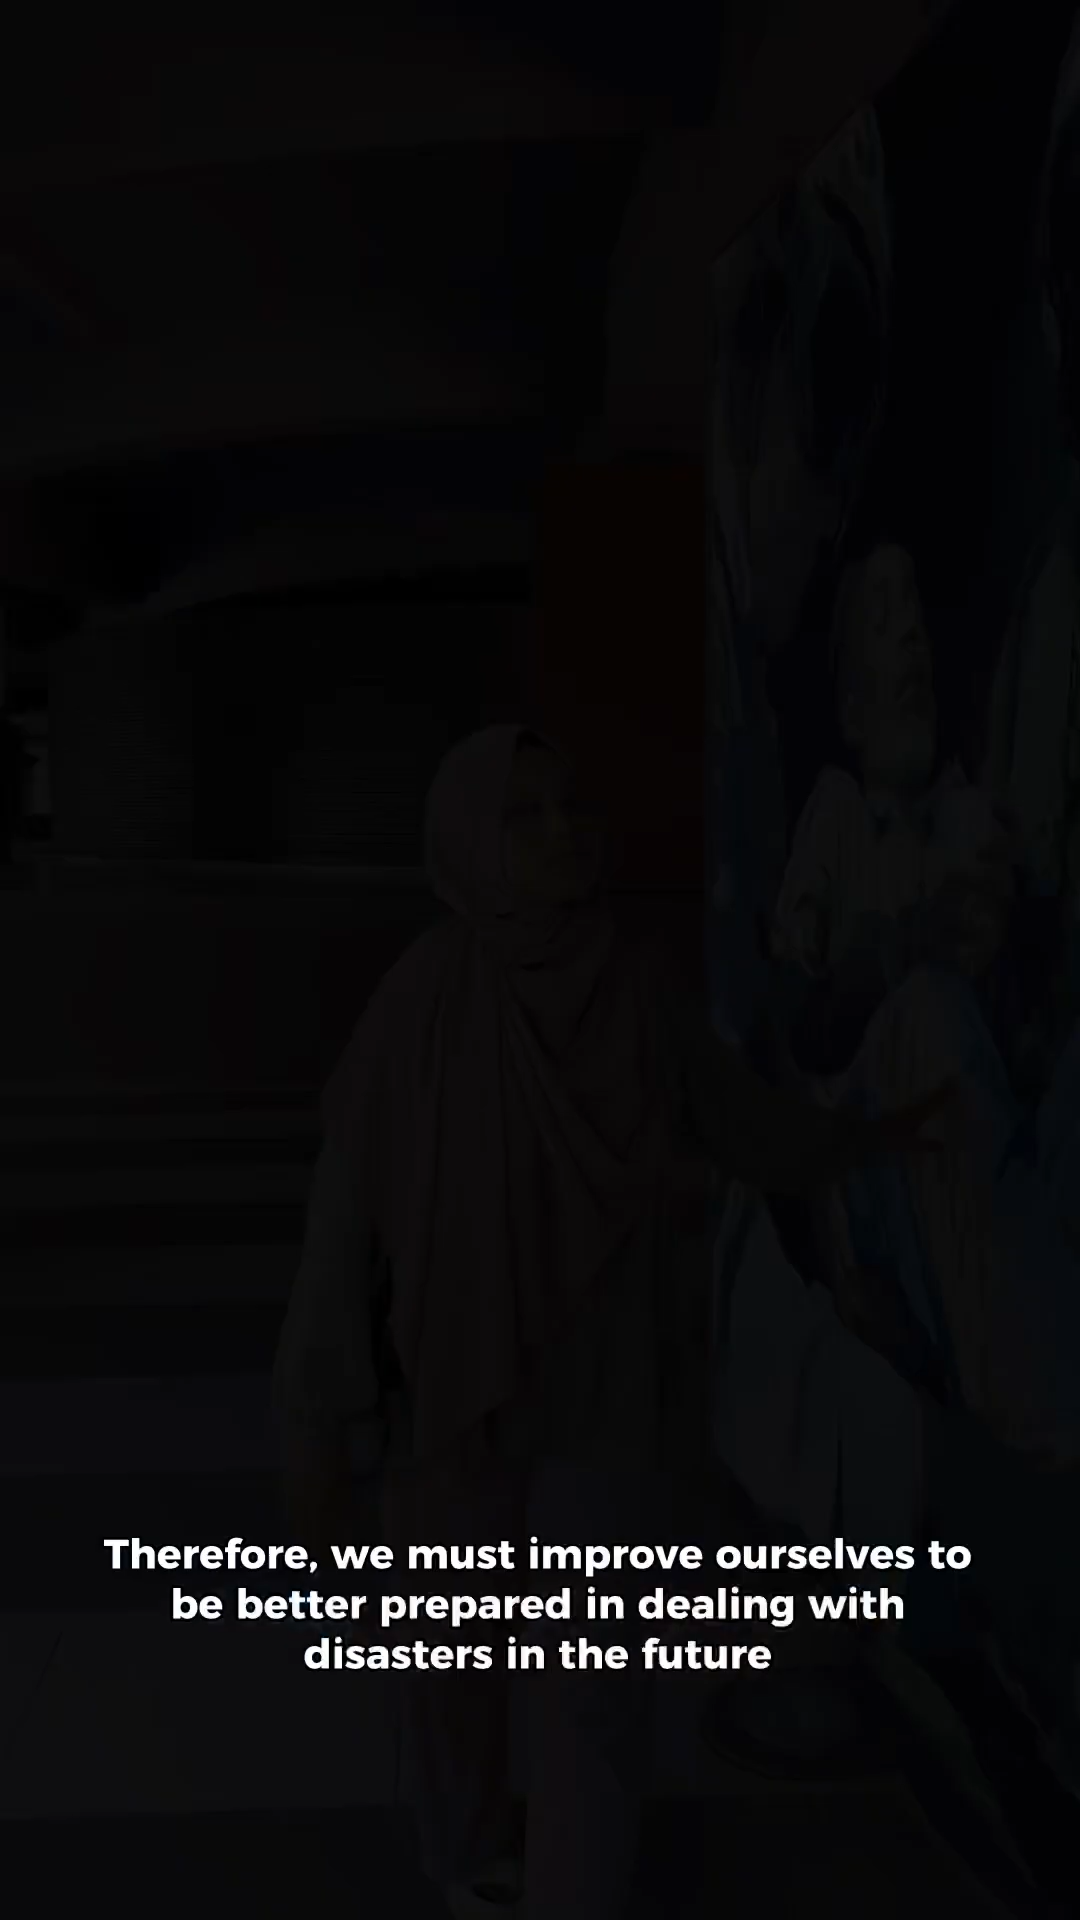 Therefore, we must improve ourselves to
be better prepared in dealing with
disasters in the future